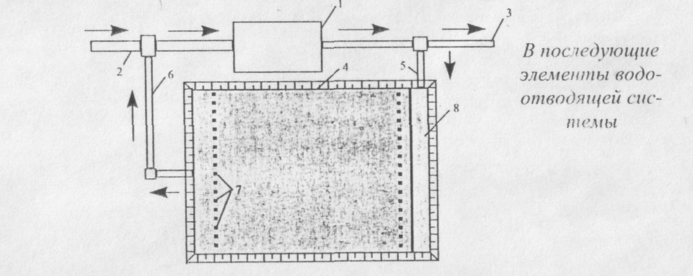 1
3
2
6
4
5
8
7
В последующие
элементы водо-
отводящей сис-
темы